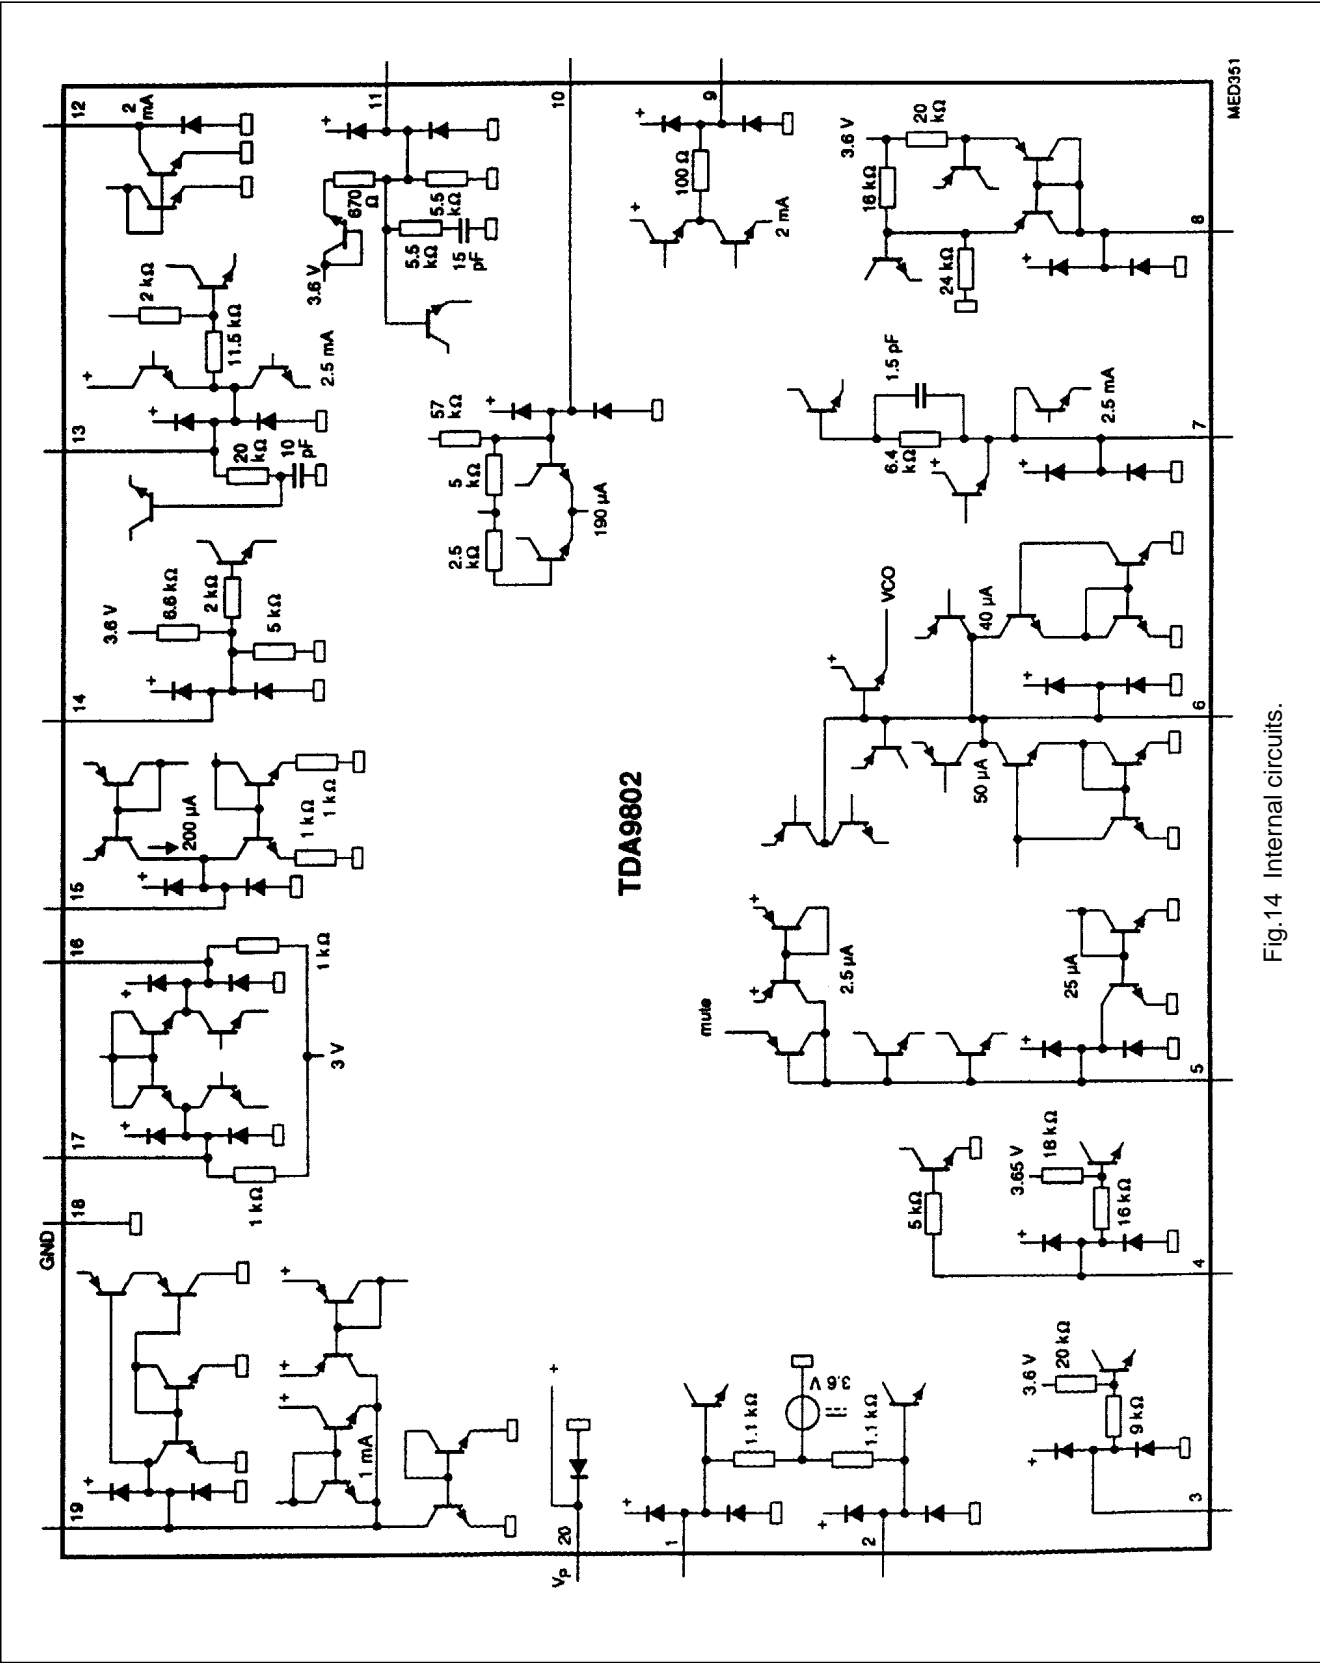 12
2
mA
11
10
9
3.6 V
20
kΩ
16 kΩ
24 kΩ
8
100 Ω
+
+
2 mA
+
+
670
Ω
5.5
kΩ
5.5
kΩ
15
pF
3.6 V
2 kΩ
11.5 kΩ
+
2.5 mA
13
+
20
kΩ
10
pF
57
kΩ
+
5
kΩ
2.5
kΩ
190 µA
1.5 pF
6.4
kΩ
+
2.5 mA
+
7
14
3.6 V
6.6 kΩ
2 kΩ
5 kΩ
+
VCO
+
40 µA
50 µA
+
6
15
200 µA
1 kΩ
1 kΩ
+
TDA9802
16
1 kΩ
+
3 V
17
+
1 kΩ
mute
+
+
2.5 µA
25 µA
+
5
GND
18
5 kΩ
3.65 V
18 kΩ
16 kΩ
+
4
19
+
+
+
+
1 mA
20
VP
+
1
+
1.1 kΩ
3.6 V
1.1 kΩ
2
+
3.6 V
20 kΩ
9 kΩ
+
3
MED351
Fig.14 Internal circuits.